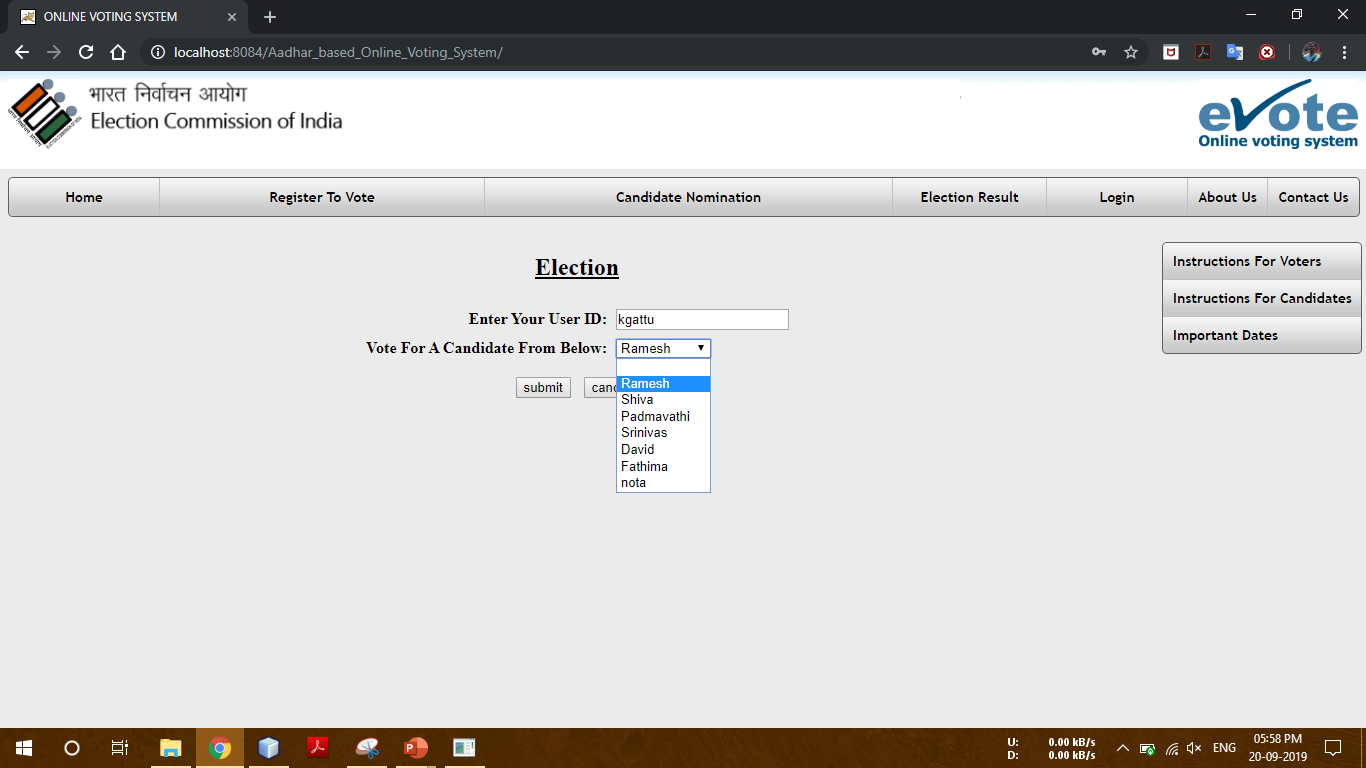 ONLINE VOTING SYSTEM
localhost:8084/Aadhar_based_Online_Voting_System/
भारत निर्वाचन आयोग
Election Commission of India
evote
Online voting system
Home
Register To Vote
Candidate Nomination
Election Result
Login
About Us
Contact Us
Election
Instructions For Voters
Instructions For Candidates
Important Dates
Enter Your User ID: kgattu
Vote For A Candidate From Below: Ramesh
submit
canc
Ramesh
Shiva
Padmavathi
Srinivas
David
Fathima
nota
U: 0.00 kB/s
D: 0.00 kB/s
ENG
05:58 PM
20-09-2019